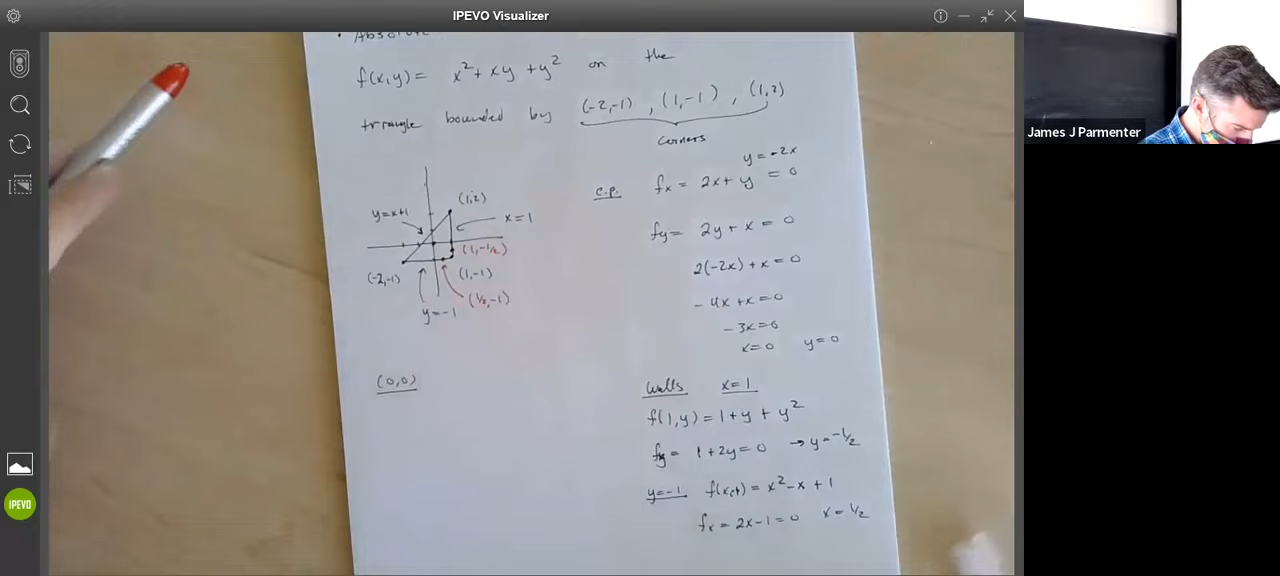 IPEVO Visualizer
• Absolute
f(x,y) = x² + xy + y² on the
triangle bounded by (-2,-1), (1,-1), (1,2)
corners
y = -2x
c.p. fx = 2x + y = 0
fy = 2y + x = 0
2(-2x) + x = 0
-4x + x = 0
-3x = 0
x = 0 y = 0
y = x+1
(1,2)
x = 1
(1,-1/2)
(-2,-1)
(1,-1)
(1/2,-1)
y = -1
(0,0)
Walls x = 1
f(1,y) = 1 + y + y²
fy = 1 + 2y = 0 → y = -1/2
y = -1 f(x,-1) = x² - x + 1
fx = 2x - 1 = 0 x = 1/2
IPEVO
James J Parmenter